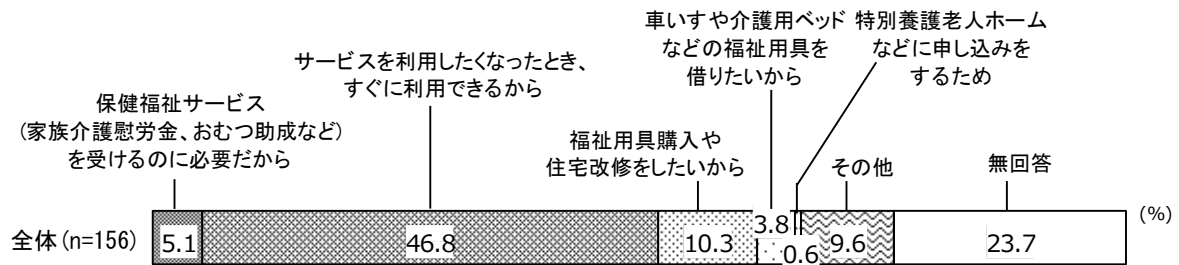 車いすや介護用ベッド
などの福祉用具を
借りたいから
特別養護老人ホーム
などに申し込みを
するため
サービスを利用したくなったとき、
すぐに利用できるから
保健福祉サービス
(家族介護慰労金、おむつ助成など)
を受けるのに必要だから
福祉用具購入や
住宅改修をしたいから
その他
無回答
(%)
全体(n=156)
5.1
46.8
10.3
3.8
0.6
9.6
23.7